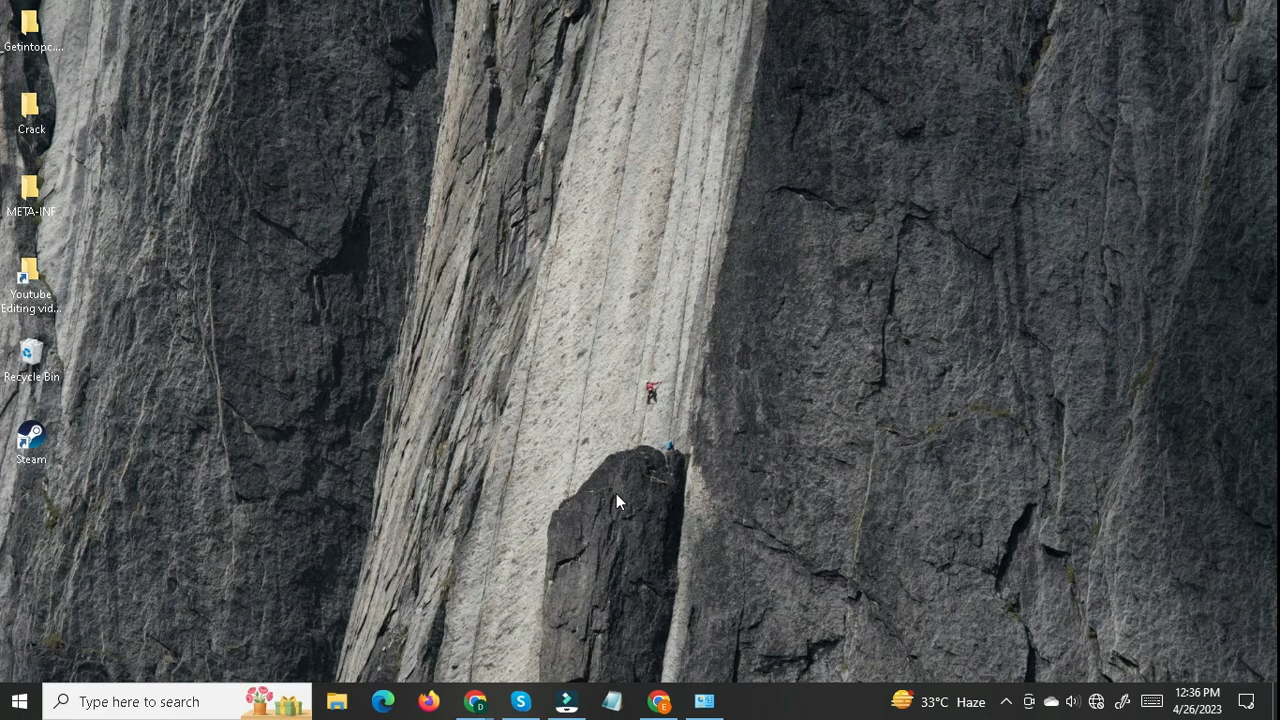 _Getintopc....
Crack
META-INF
Youtube
Editing vid...
Recycle Bin
Steam
Type here to search
D
E
33°C Haze
12:36 PM
4/26/2023